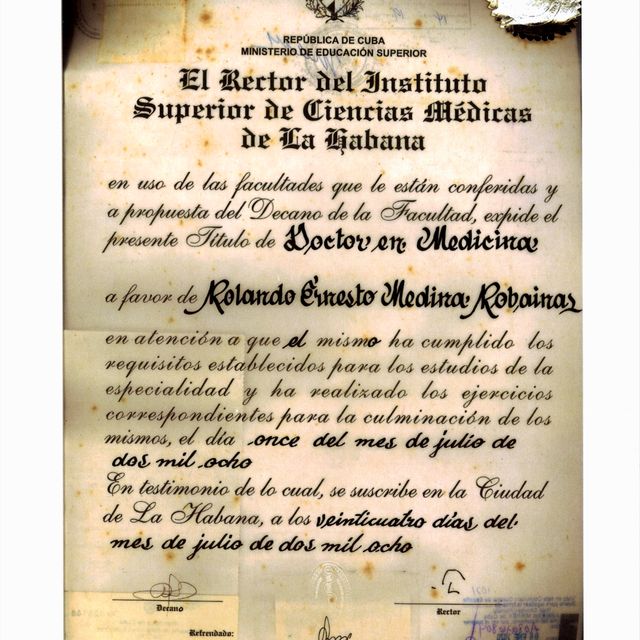 REPÚBLICA DE CUBA
MINISTERIO DE EDUCACIÓN SUPERIOR
El Rector del Instituto
Superior de Ciencias Médicas
de La Habana
en uso de las facultades que le están conferidas y
a propuesta del Decano de la Facultad, expide el
presente Título de Doctor en Medicina
a favor de Rolando Ernesto Medina Robainas
en atención a que el mismo ha cumplido los
requisitos establecidos para los estudios de la
especialidad y ha realizado los ejercicios
correspondientes para la culminación de los
mismos, el día once del mes de julio de
dos mil ocho
En testimonio de lo cual, se suscribe en la Ciudad
de La Habana, a los veinticuatro días del
mes de julio de dos mil ocho
Decano
Rector
Refrendado: